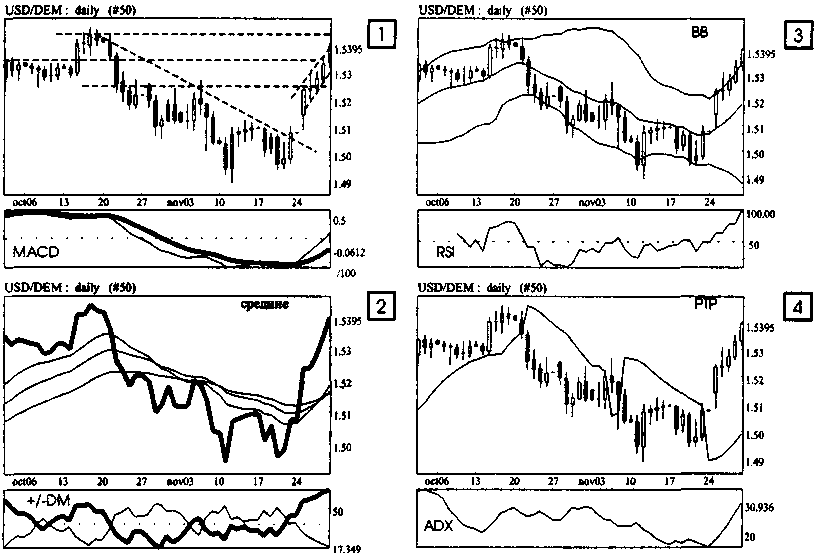 USD/DEM : daily (#50)
1
1.5395
1.53
1.52
1.51
1.50
1.49
oct06 13 20 27 nov03 10 17 24
MACD
0.5
-0.0612
/100
USD/DEM : daily (#50)
средние
2
1.5395
1.53
1.52
1.51
1.50
oct06 13 20 27 nov03 10 17 24
+/-DM
50
17.349
USD/DEM : daily (#50)
BB
3
1.5395
1.53
1.52
1.51
1.50
1.49
oct06 13 20 27 nov03 10 17 24
RSI
100.00
50
USD/DEM : daily (#50)
PTP
4
1.5395
1.53
1.52
1.51
1.50
1.49
oct06 13 20 27 nov03 10 17 24
ADX
30.936
20